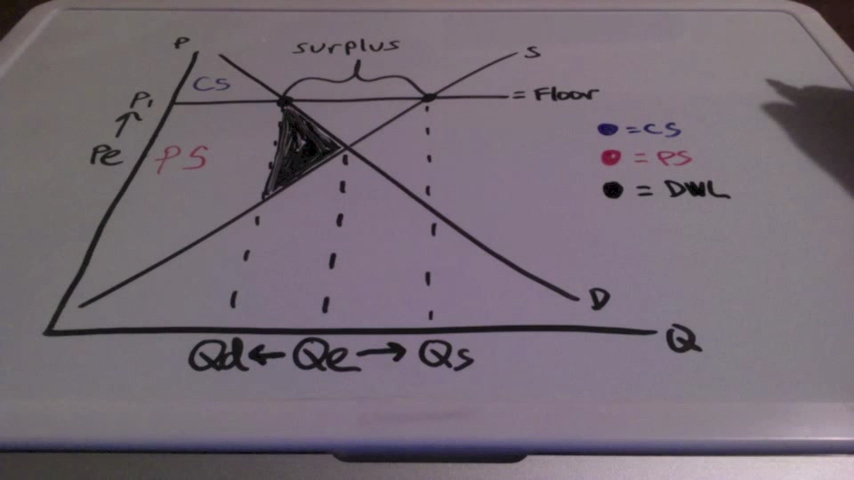 P
surplus
S
CS
P1
= Floor
Pe
PS
= CS
= PS
= DWL
D
Qd ← Qe → Qs
Q